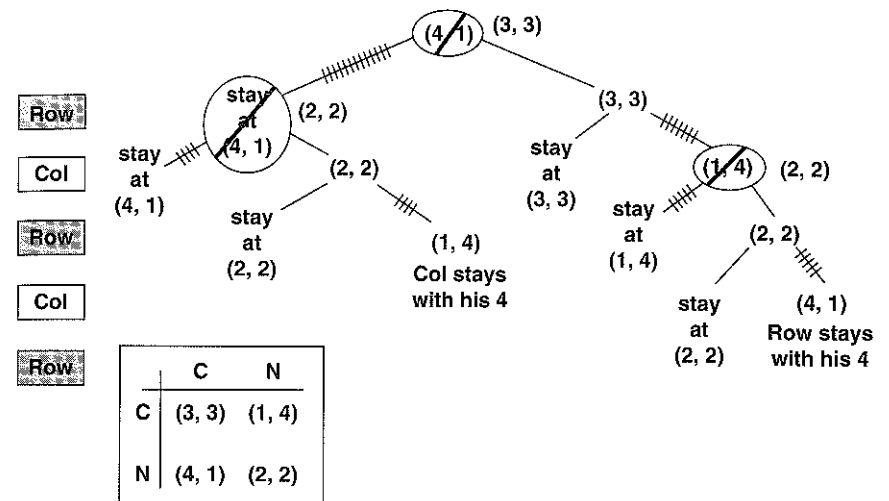 (4, 1) (3, 3)
Row
stay
at
(4, 1)
(2, 2)
(3, 3)
stay
at
(4, 1)
Col
(2, 2)
stay
at
(3, 3)
(1, 4)
(2, 2)
Row
stay
at
(2, 2)
(1, 4)
Col stays
with his 4
stay
at
(1, 4)
(2, 2)
Col
stay
at
(2, 2)
(4, 1)
Row stays
with his 4
Row
C N
C (3, 3) (1, 4)
N (4, 1) (2, 2)